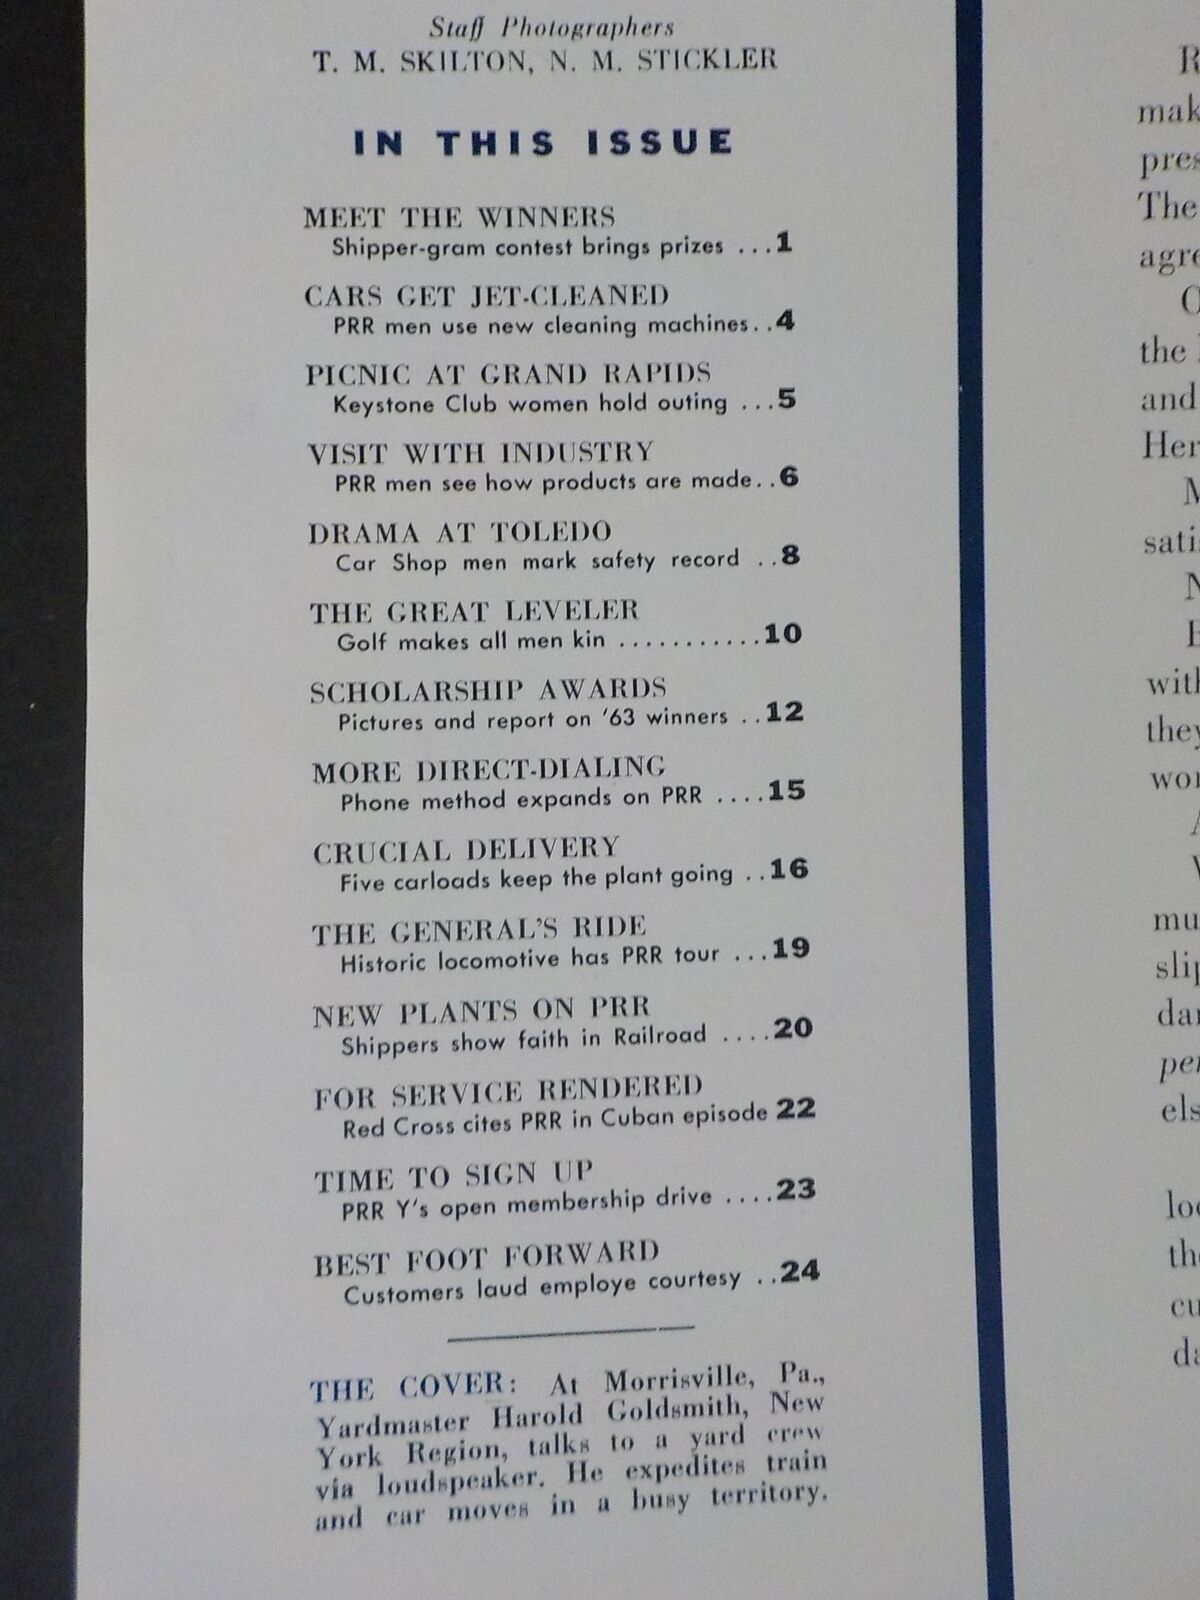 Staff Photographers
T. M. SKILTON, N. M. STICKLER
IN THIS ISSUE
MEET THE WINNERS
Shipper-gram contest brings prizes ...1
CARS GET JET-CLEANED
PRR men use new cleaning machines..4
PICNIC AT GRAND RAPIDS
Keystone Club women hold outing ...5
VISIT WITH INDUSTRY
PRR men see how products are made..6
DRAMA AT TOLEDO
Car Shop men mark safety record ..8
THE GREAT LEVELER
Golf makes all men kin ...........10
SCHOLARSHIP AWARDS
Pictures and report on '63 winners ..12
MORE DIRECT-DIALING
Phone method expands on PRR ....15
CRUCIAL DELIVERY
Five carloads keep the plant going ..16
THE GENERAL'S RIDE
Historic locomotive has PRR tour ...19
NEW PLANTS ON PRR
Shippers show faith in Railroad ....20
FOR SERVICE RENDERED
Red Cross cites PRR in Cuban episode 22
TIME TO SIGN UP
PRR Y's open membership drive ....23
BEST FOOT FORWARD
Customers laud employe courtesy ..24
THE COVER: At Morrisville, Pa.,
Yardmaster Harold Goldsmith, New
York Region, talks to a yard crew
via loudspeaker. He expedites train
and car moves in a busy territory.
The
the
and